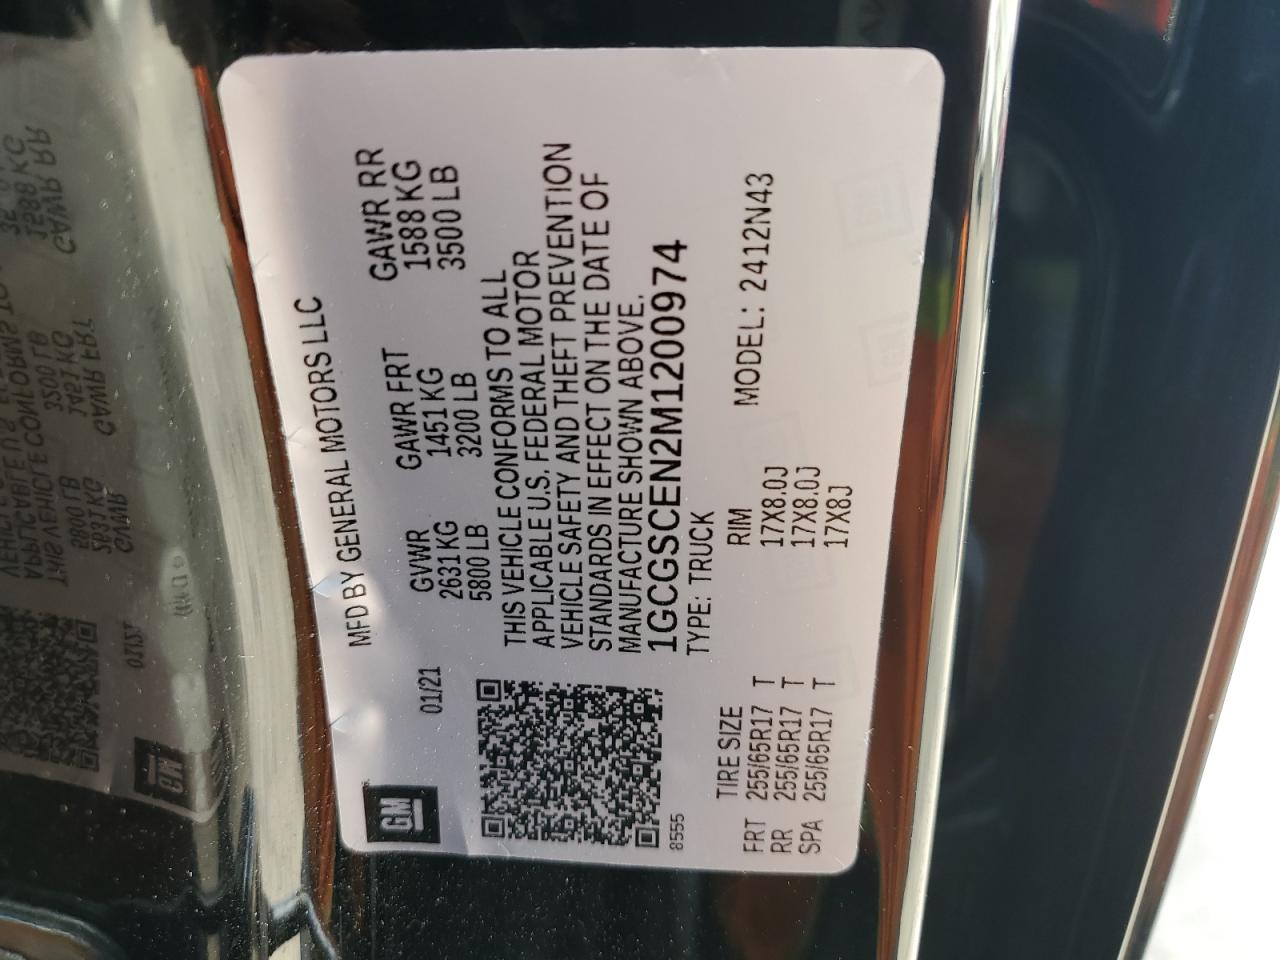 GM
MFD BY GENERAL MOTORS LLC
01/21
GVWR GAWR FRT GAWR RR
2631 KG 1451 KG 1588 KG
5800 LB 3200 LB 3500 LB
THIS VEHICLE CONFORMS TO ALL
APPLICABLE U.S. FEDERAL MOTOR
VEHICLE SAFETY AND THEFT PREVENTION
STANDARDS IN EFFECT ON THE DATE OF
MANUFACTURE SHOWN ABOVE.
1GCGSCEN2M1200974
8555 TYPE: TRUCK
TIRE SIZE RIM MODEL: 2412N43
FRT 255/65R17 T 17X8.0J
RR 255/65R17 T 17X8.0J
SPA 255/65R17 T 17X8J